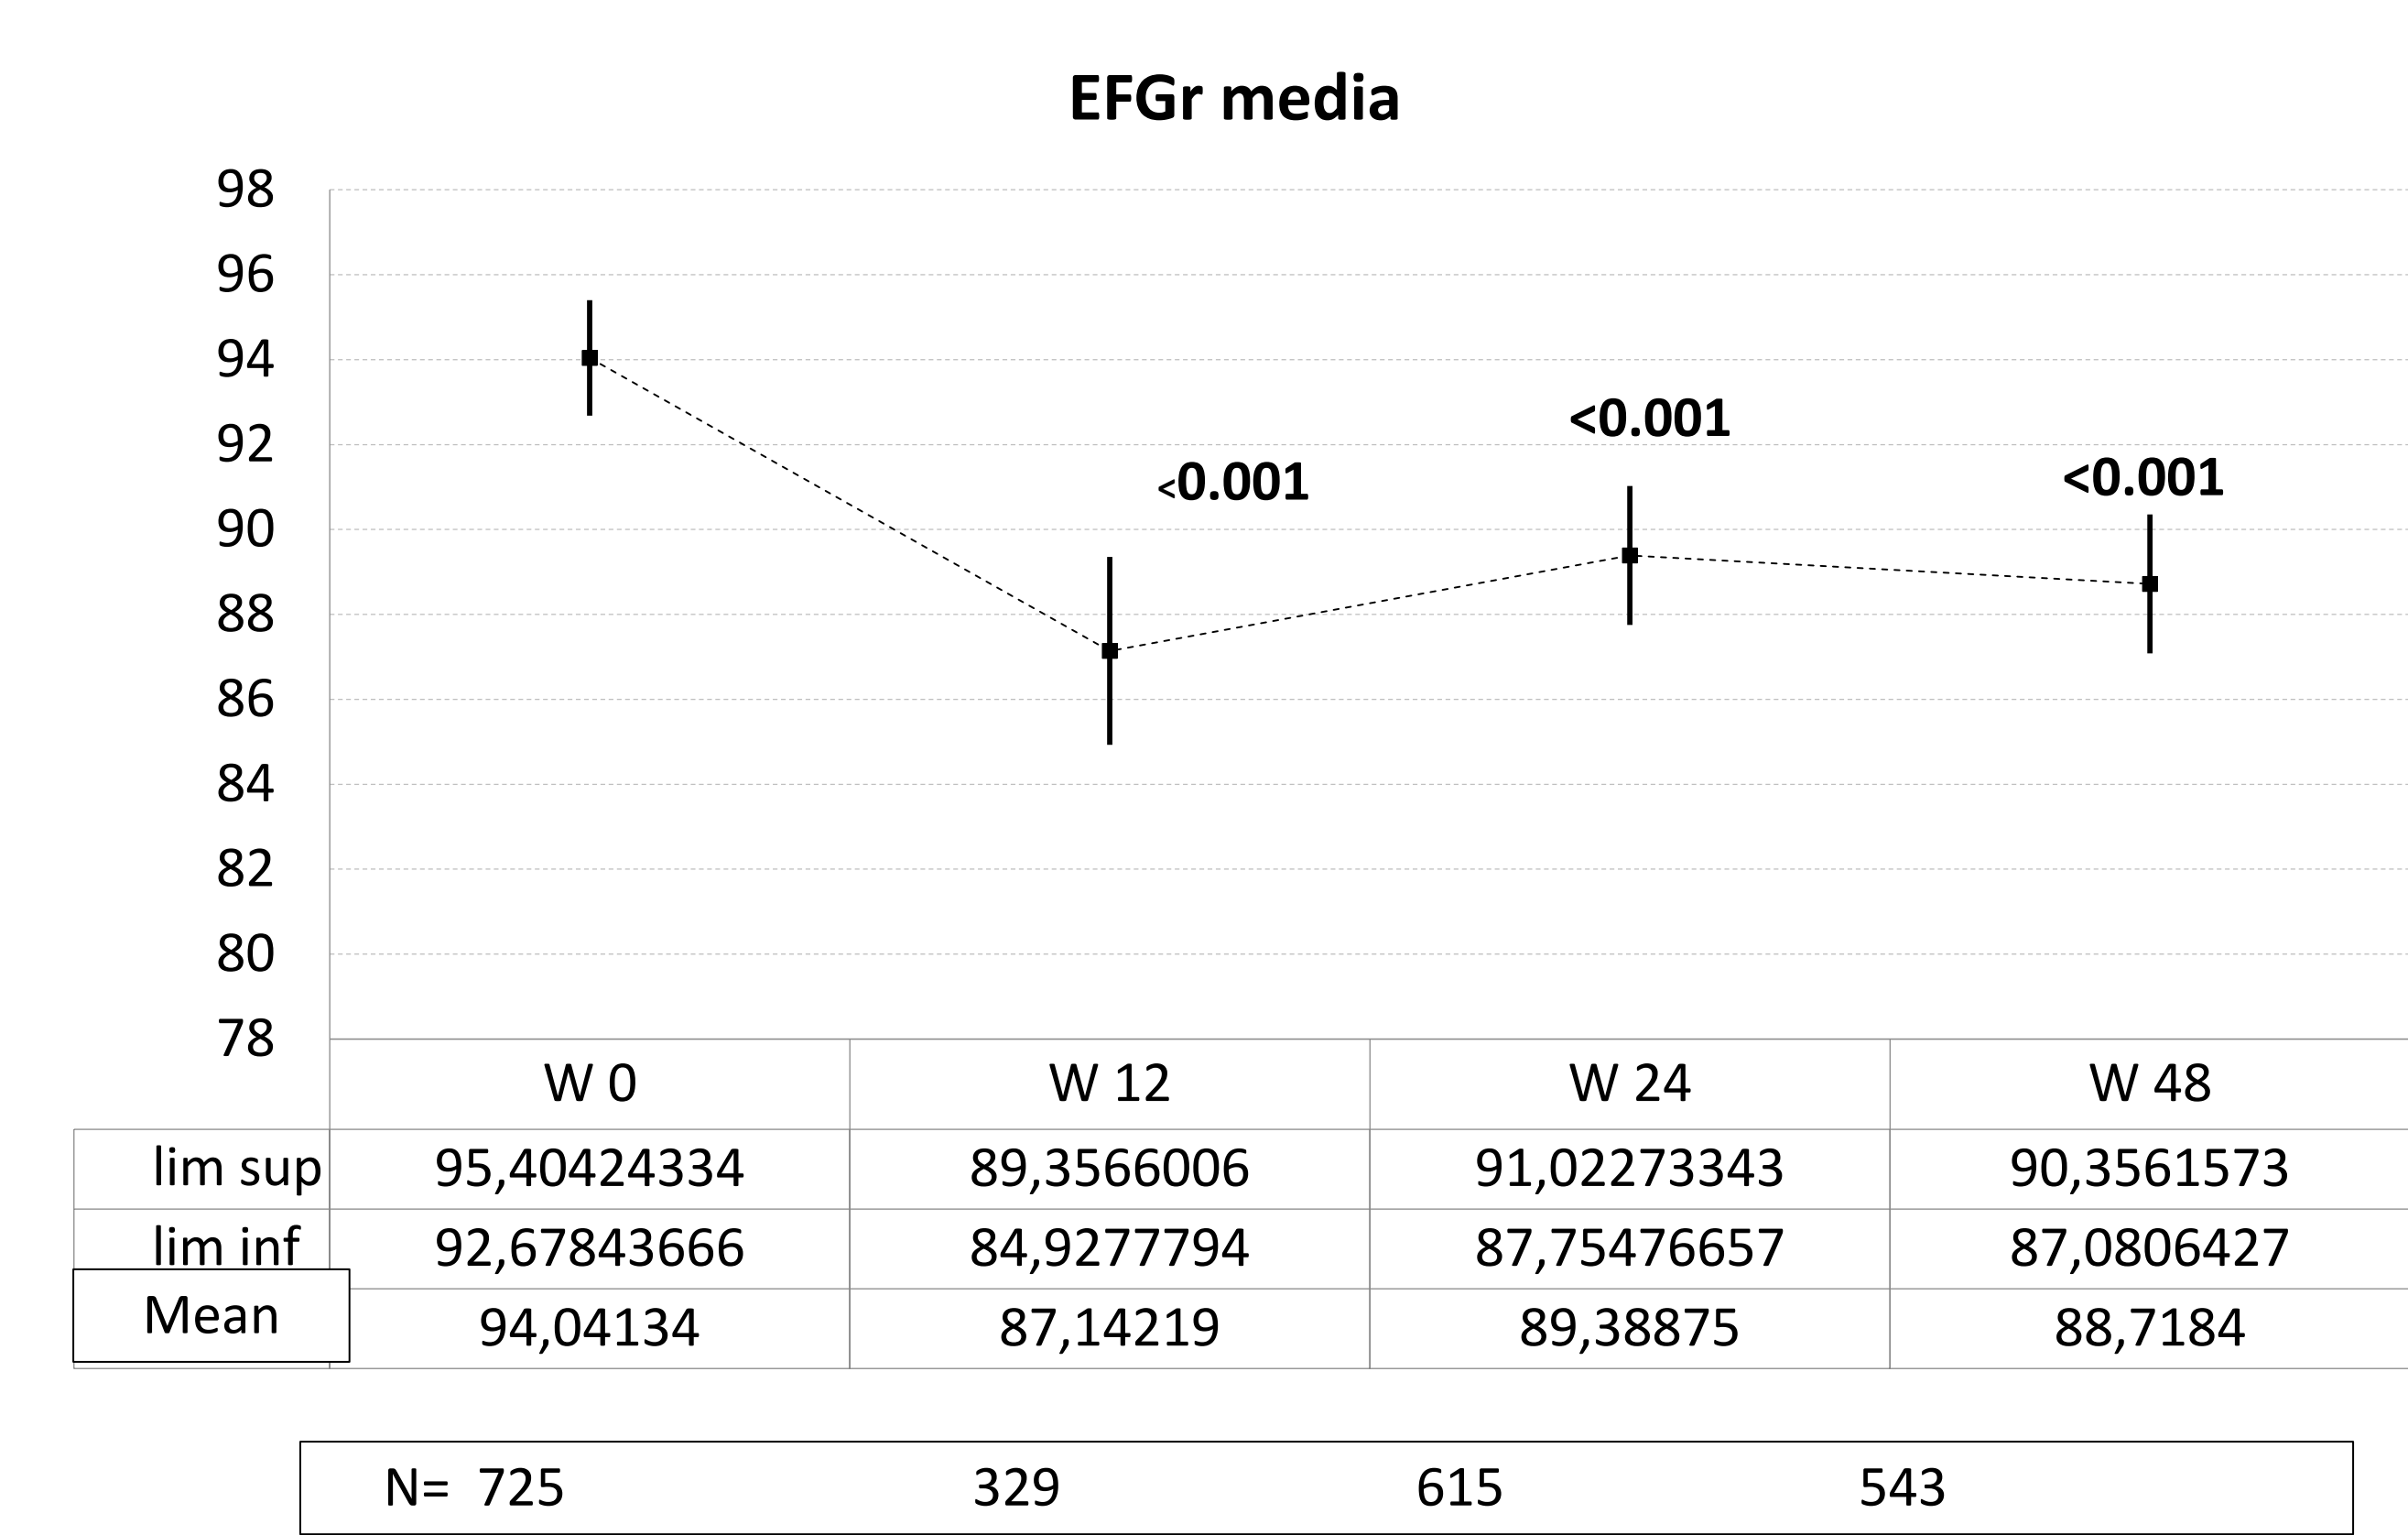 EFGr media
98
96
94
92
90
88
86
84
82
80
78
<0.001
<0.001
<0.001
W 0 W 12 W 24 W 48
lim sup 95,40424334 89,3566006 91,02273343 90,3561573
lim inf 92,67843666 84,9277794 87,75476657 87,0806427
Mean 94,04134 87,14219 89,38875 88,7184
N= 725 329 615 543